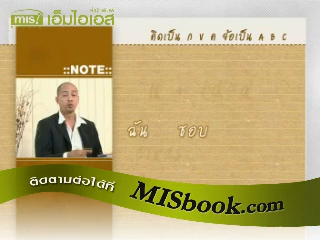 mis เอ็มไอเอส
คิดเป็น ก ข ค จ้อเป็น A B C
::NOTE::
ฉัน ชอบ
ติดตามต่อได้ที่ MISbook.com